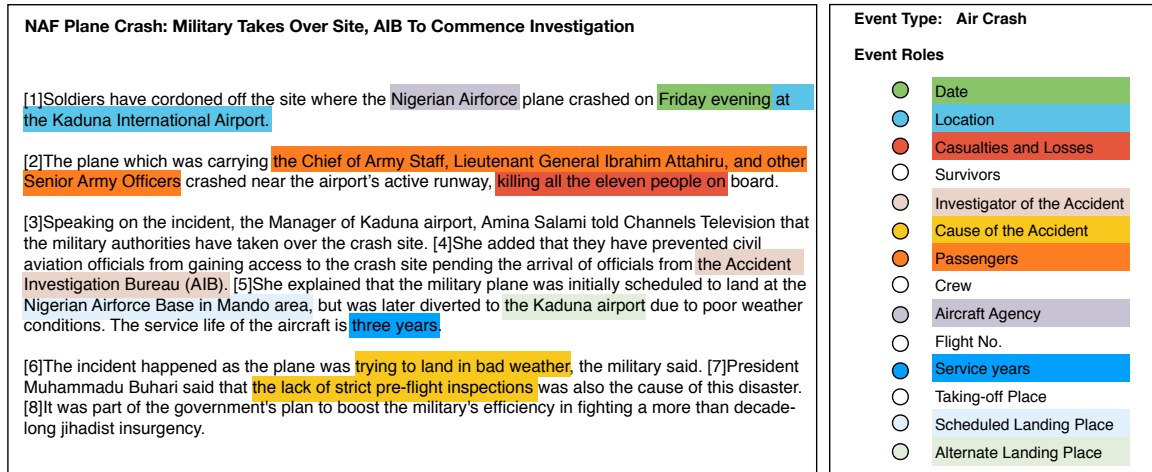 NAF Plane Crash: Military Takes Over Site, AIB To Commence Investigation
[1]Soldiers have cordoned off the site where the Nigerian Airforce plane crashed on Friday evening at
the Kaduna International Airport.
[2]The plane which was carrying the Chief of Army Staff, Lieutenant General Ibrahim Attahiru, and other
Senior Army Officers crashed near the airport's active runway, killing all the eleven people on board.
[3]Speaking on the incident, the Manager of Kaduna airport, Amina Salami told Channels Television that
the military authorities have taken over the crash site. [4]She added that they have prevented civil
aviation officials from gaining access to the crash site pending the arrival of officials from the Accident
Investigation Bureau (AIB). [5]She explained that the military plane was initially scheduled to land at the
Nigerian Airforce Base in Mando area, but was later diverted to the Kaduna airport due to poor weather
conditions. The service life of the aircraft is three years.
[6]The incident happened as the plane was trying to land in bad weather, the military said. [7]President
Muhammadu Buhari said that the lack of strict pre-flight inspections was also the cause of this disaster.
[8]It was part of the government's plan to boost the military's efficiency in fighting a more than decade-
long jihadist insurgency.
Event Type: Air Crash
Event Roles
Date
Location
Casualties and Losses
Survivors
Investigator of the Accident
Cause of the Accident
Passengers
Crew
Aircraft Agency
Flight No.
Service years
Taking-off Place
Scheduled Landing Place
Alternate Landing Place